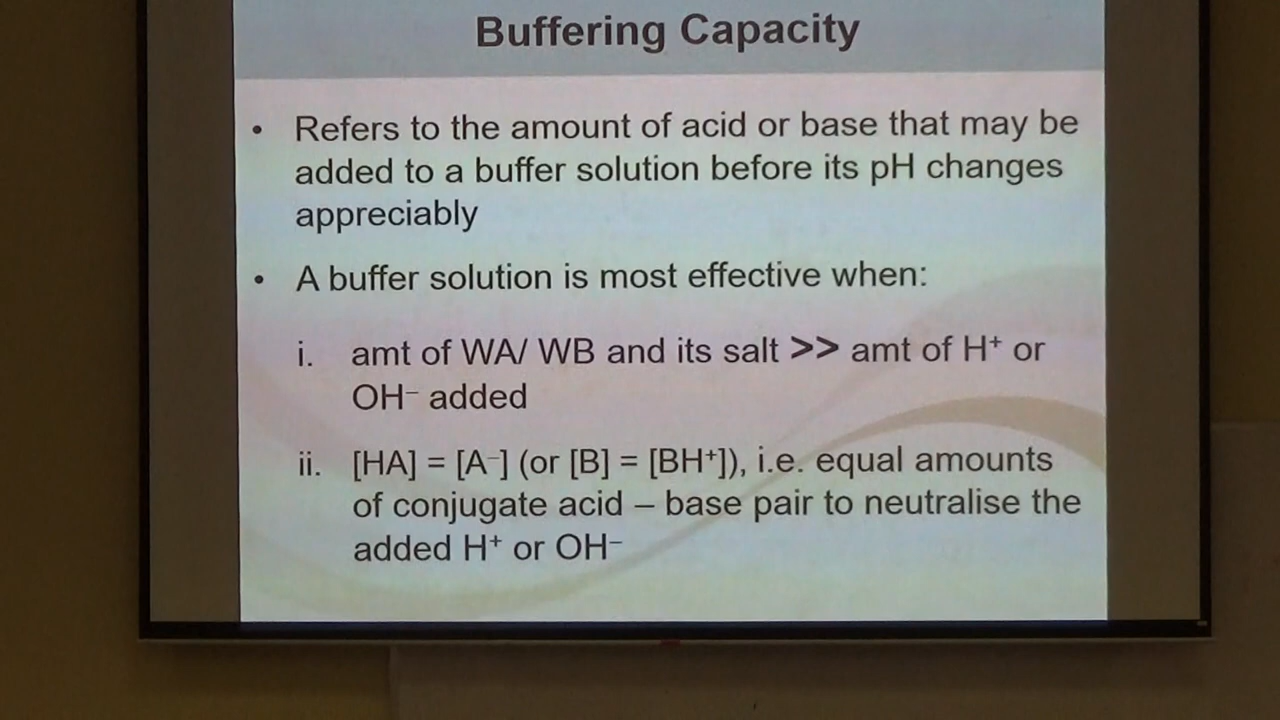 Buffering Capacity
• Refers to the amount of acid or base that may be
added to a buffer solution before its pH changes
appreciably
• A buffer solution is most effective when:
i. amt of WA/ WB and its salt >> amt of H⁺ or
OH⁻ added
ii. [HA] = [A⁻] (or [B] = [BH⁺]), i.e. equal amounts
of conjugate acid – base pair to neutralise the
added H⁺ or OH⁻